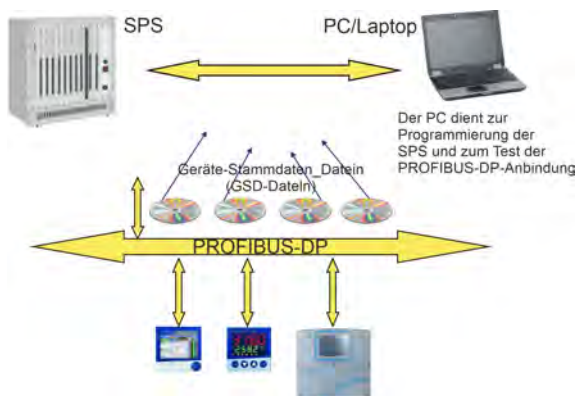 SPS
PC/Laptop
Der PC dient zur
Programmierung der
SPS und zum Test der
PROFIBUS-DP-Anbindung
Geräte-Stammdaten_Datein
(GSD-Dateln)
PROFIBUS-DP